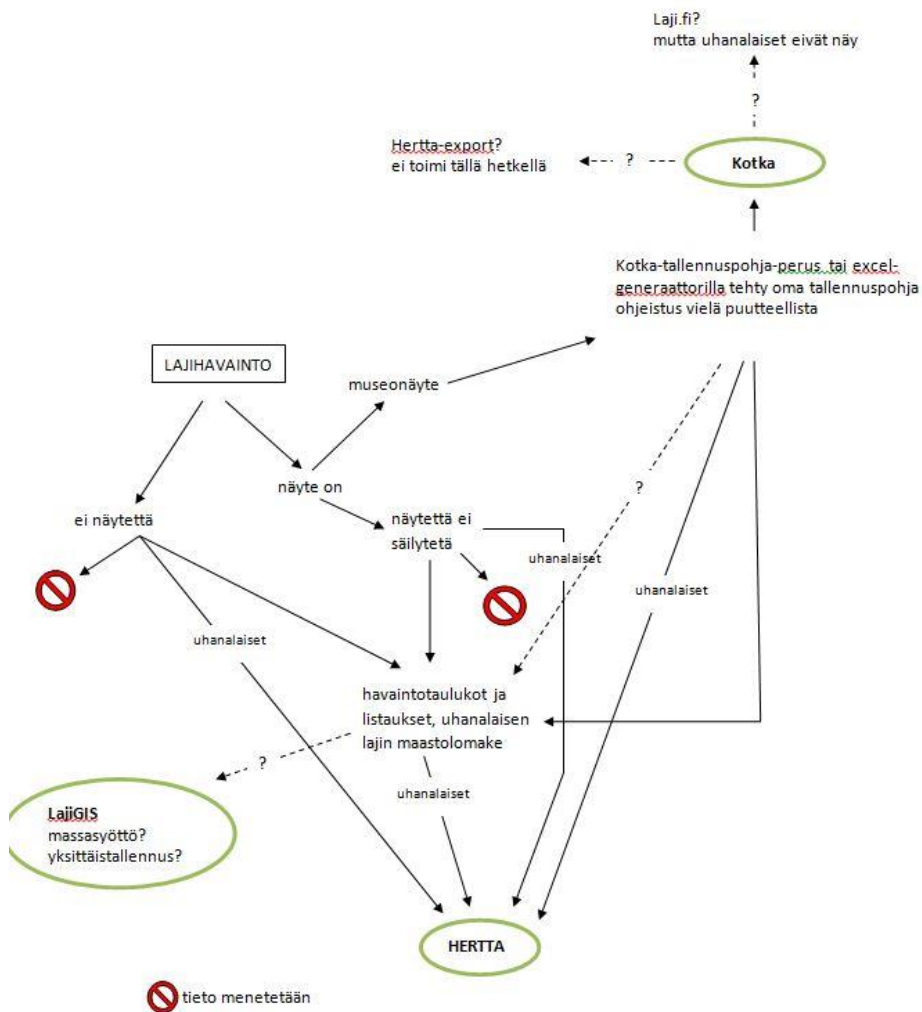 Laji.fi?
mutta uhanalaiset eivät näy
?
Hertta-export?
ei toimi tällä hetkellä
?
Kotka
Kotka-tallennuspohja-perus tai excel-
generaattorilla tehty oma tallennuspohja
ohjeistus vielä puutteellista
LAJIHAVAINTO
museonäyte
näyte on
?
ei näytettä
näytettä ei
säilytetä
uhanalaiset
uhanalaiset
uhanalaiset
havaintotaulukot ja
listaukset, uhanalaisen
lajin maastolomake
?
uhanalaiset
LajiGIS
massasyöttö?
yksittäistallennus?
HERTTA
tieto menetetään